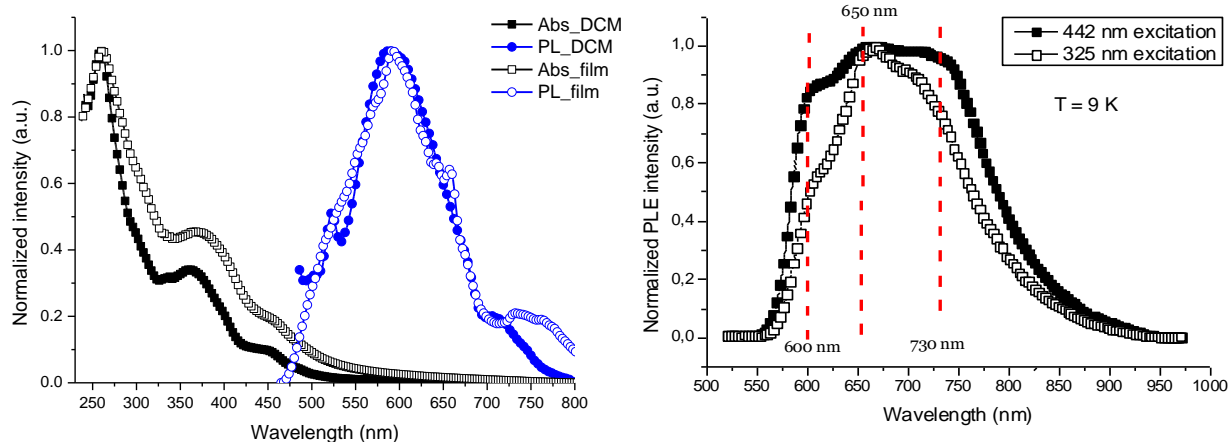 Abs_DCM
PL_DCM
Abs_film
PL_film
Normalized intensity (a.u.)
1.0
0.8
0.6
0.4
0.2
0.0
250 300 350 400 450 500 550 600 650 700 750 800
Wavelength (nm)
650 nm
442 nm excitation
325 nm excitation
T = 9 K
Normalized PLE intensity (a.u.)
1,0
0,8
0,6
0,4
0,2
0,0
600 nm
730 nm
500 550 600 650 700 750 800 850 900 950 1000
Wavelength (nm)